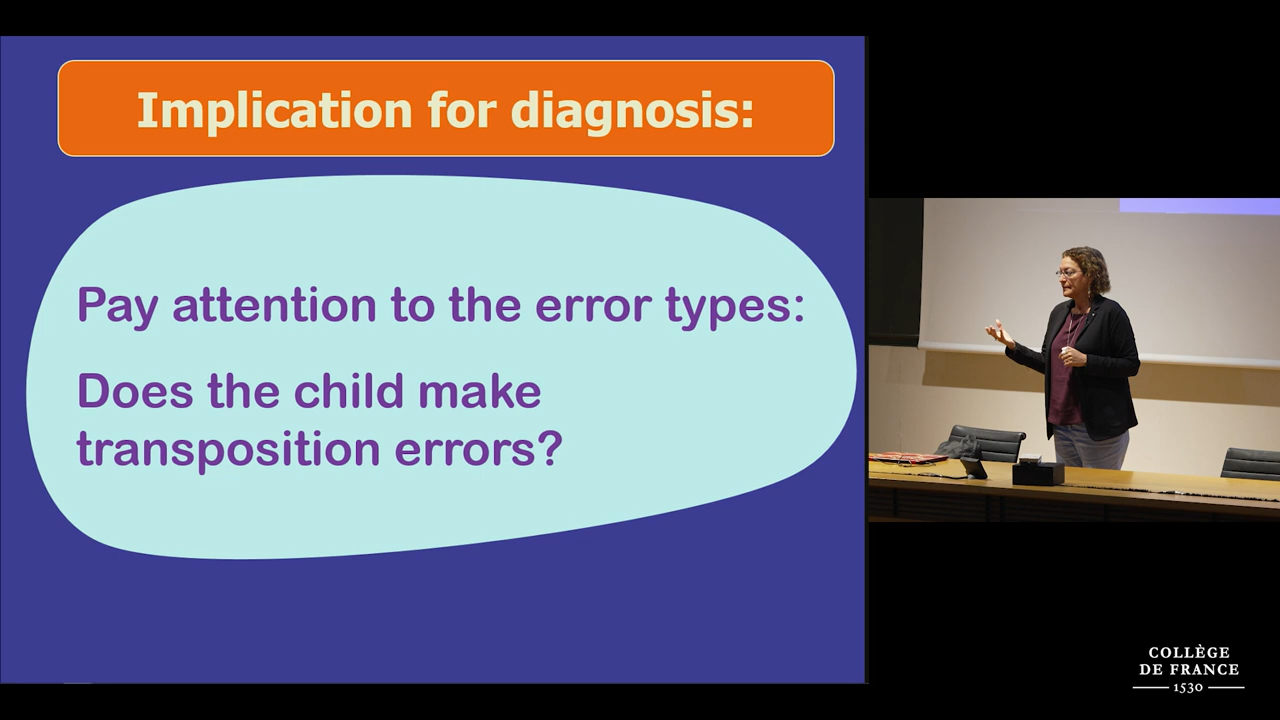 Implication for diagnosis:
Pay attention to the error types:
Does the child make
transposition errors?
COLLÈGE
DE FRANCE
1530